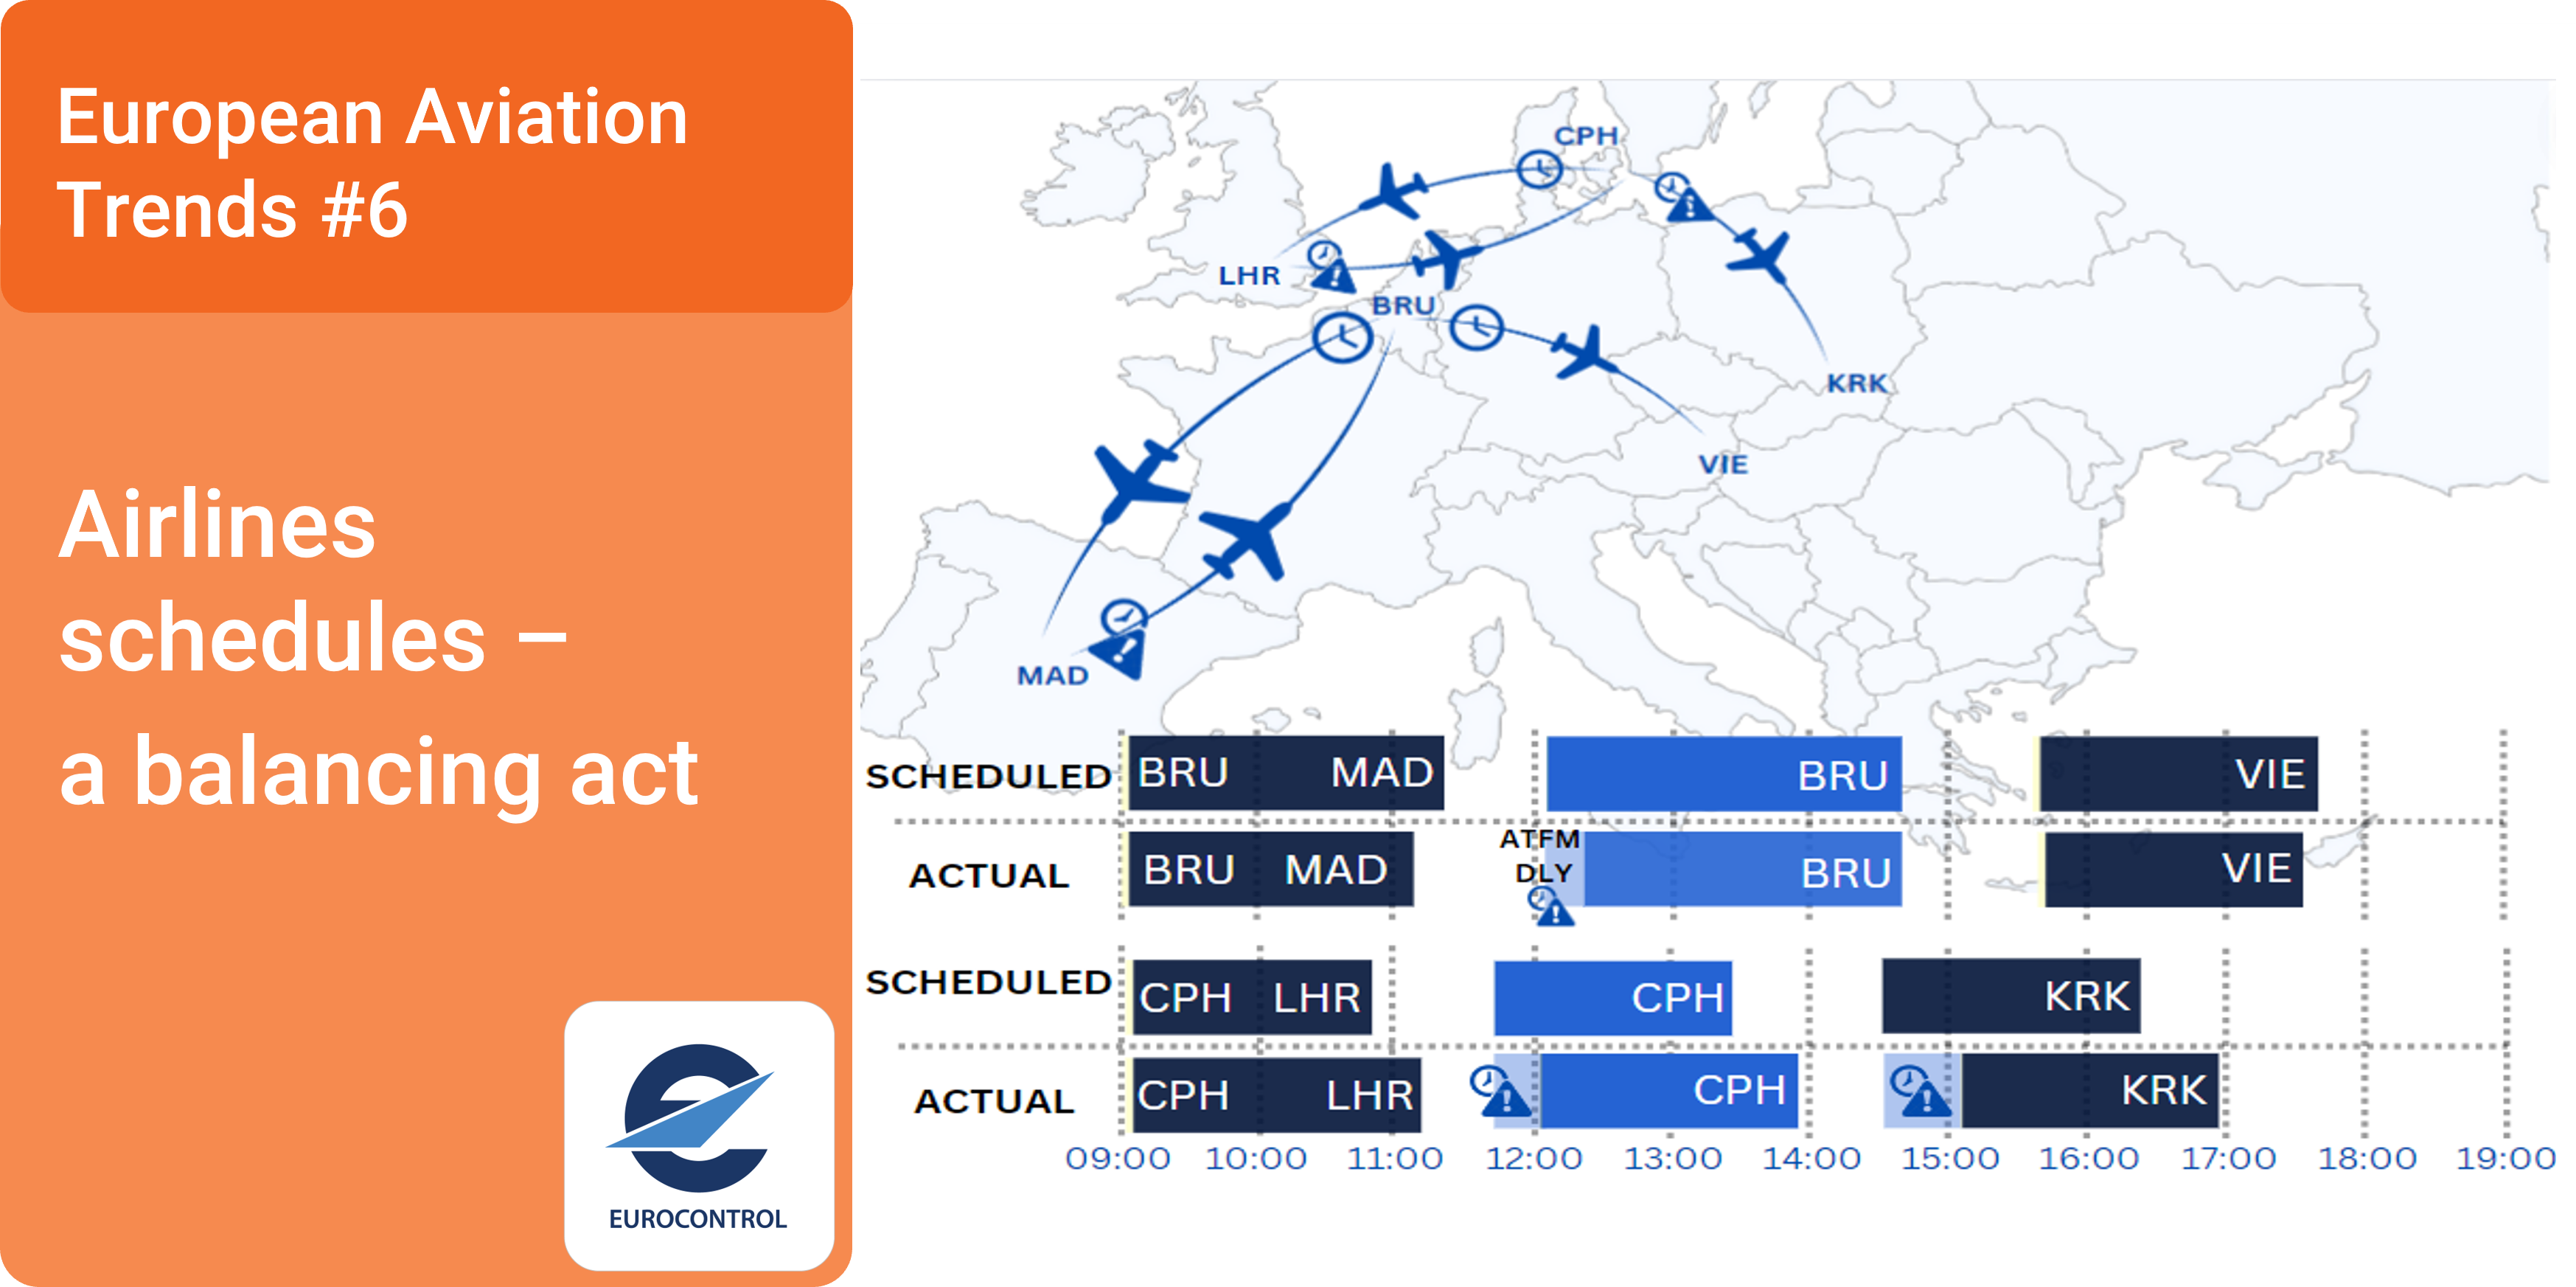 European Aviation
Trends #6
Airlines
schedules –
a balancing act
EUROCONTROL
CPH
LHR
BRU
KRK
VIE
MAD
SCHEDULED BRU MAD BRU VIE
ACTUAL BRU MAD ATFM DLY BRU VIE
SCHEDULED CPH LHR CPH KRK
ACTUAL CPH LHR CPH KRK
09:00 10:00 11:00 12:00 13:00 14:00 15:00 16:00 17:00 18:00 19:00